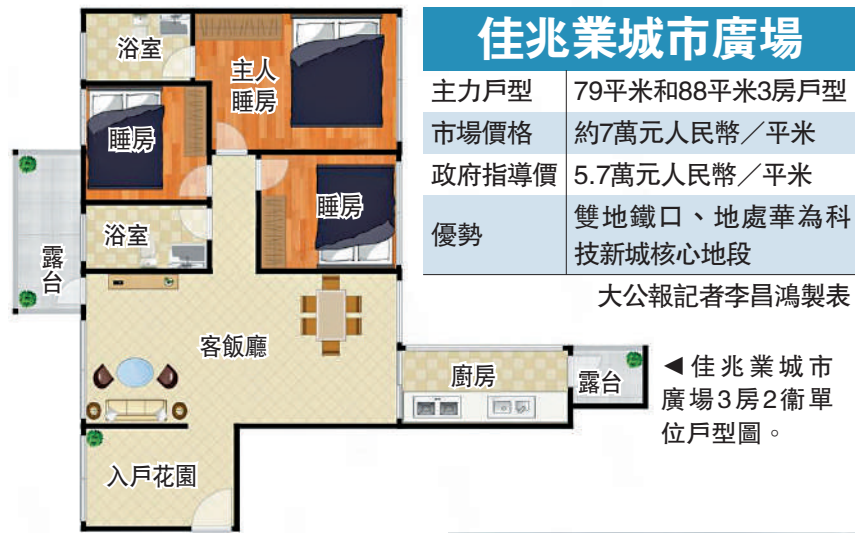 佳兆業城市廣場
主力戶型 79平米和88平米3房戶型
市場價格 約7萬元人民幣／平米
政府指導價 5.7萬元人民幣／平米
優勢 雙地鐵口、地處華為科
技新城核心地段
大公報記者李昌鴻製表
浴室
主人
睡房
睡房
睡房
浴室
露
台
客飯廳
廚房
露台
入戶花園
◀佳兆業城市
廣場3房2衞單
位戶型圖。